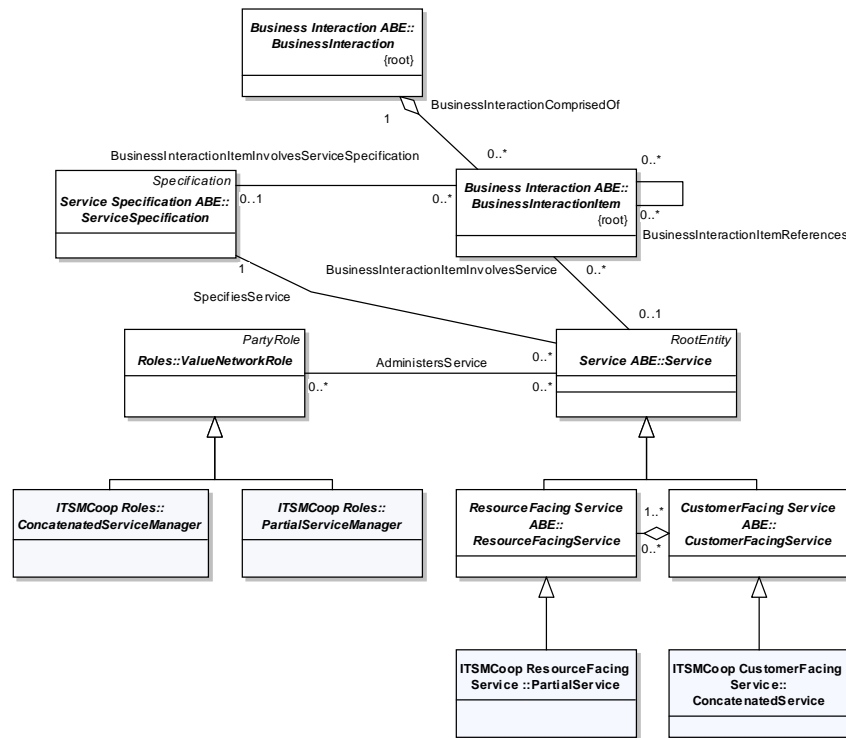 Business Interaction ABE::
BusinessInteraction
{root}
BusinessInteractionComprisedOf
1
0..*
BusinessInteractionItemInvolvesServiceSpecification
0..*
Specification
Service Specification ABE::
ServiceSpecification
0..1
0..*
Business Interaction ABE::
BusinessInteractionItem
{root}
0..*
BusinessInteractionItemReferences
1
BusinessInteractionItemInvolvesService
0..*
SpecifiesService
0..1
PartyRole
Roles::ValueNetworkRole
AdministersService
0..*
0..*
0..*
RootEntity
Service ABE::Service
ITSMCoop Roles::
ConcatenatedServiceManager
ITSMCoop Roles::
PartialServiceManager
ResourceFacing Service
ABE::
ResourceFacingService
1..*
0..*
CustomerFacing Service
ABE::
CustomerFacingService
ITSMCoop ResourceFacing
Service ::PartialService
ITSMCoop CustomerFacing
Service::
ConcatenatedService